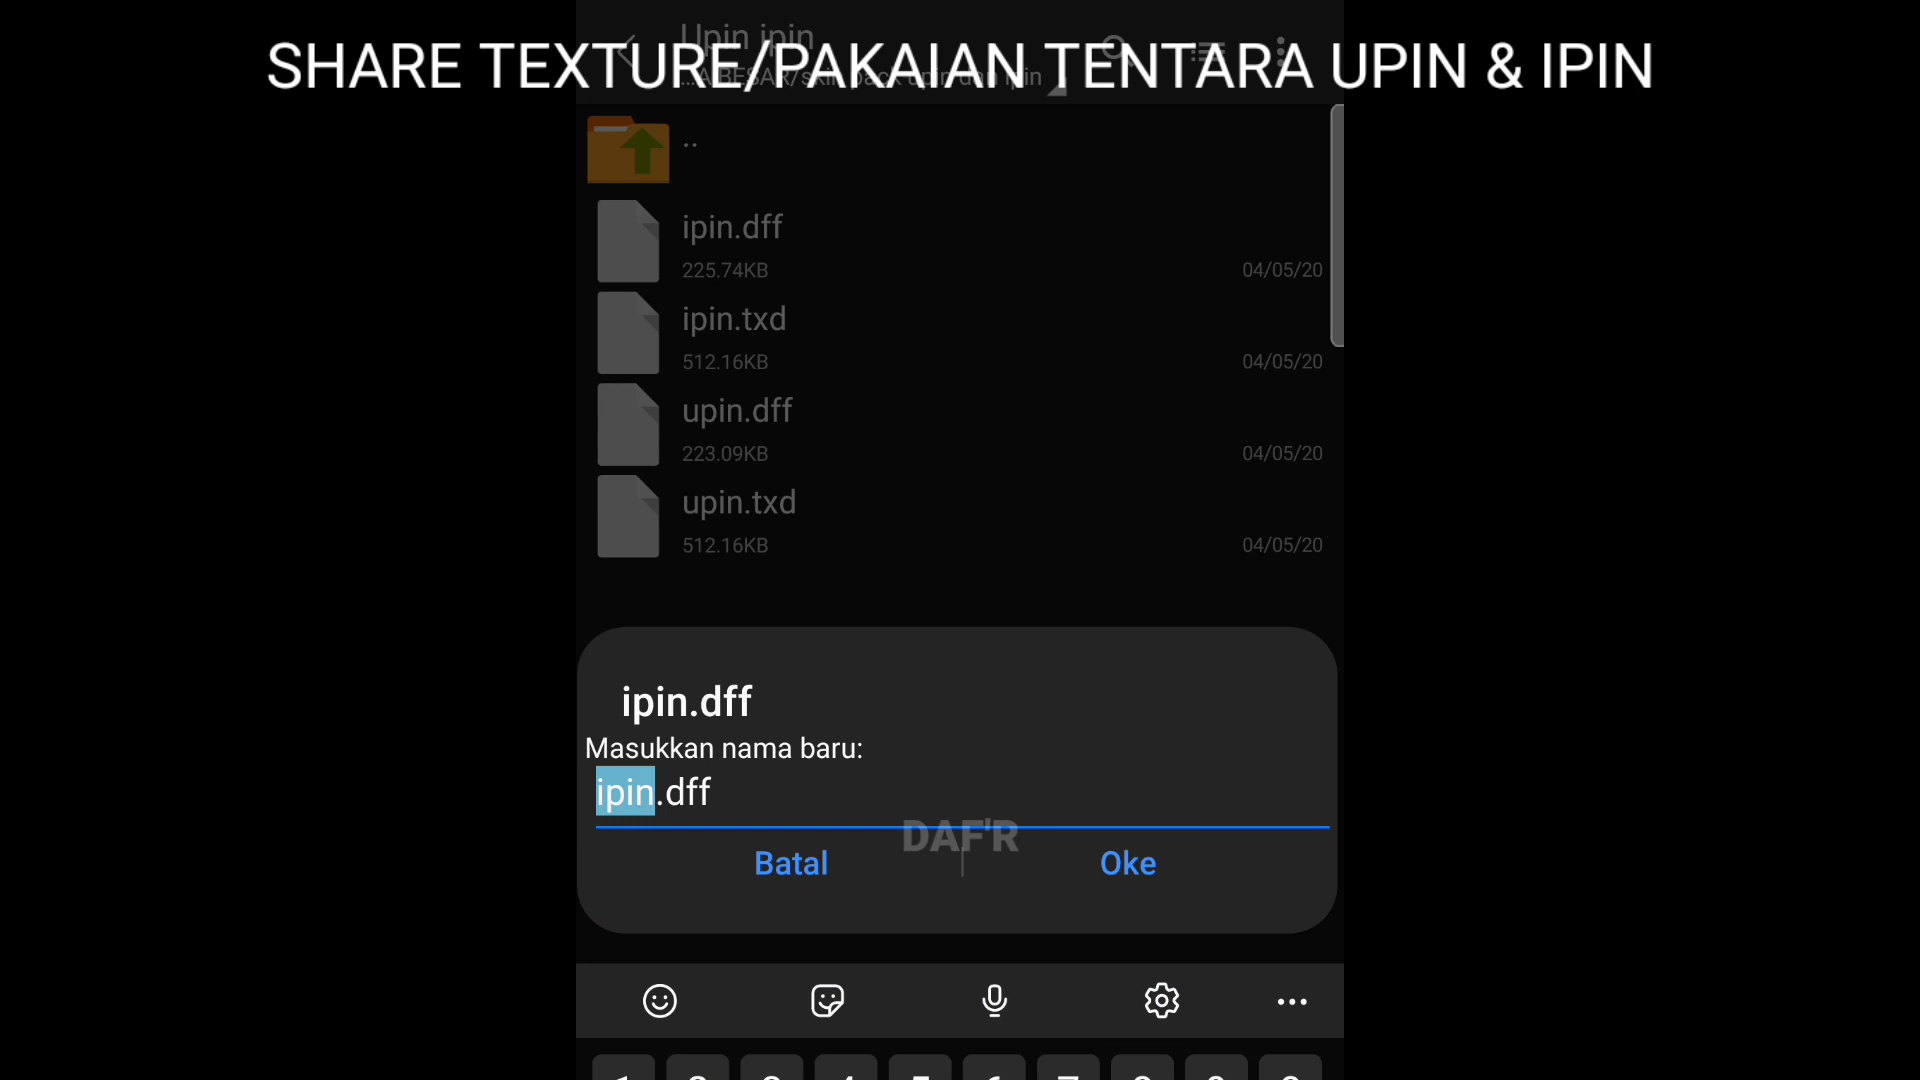 Upin ipin
SHARE TEXTURE/PAKAIAN TENTARA UPIN & IPIN
..
ipin.dff
225.74KB
04/05/20
ipin.txd
512.16KB
04/05/20
upin.dff
223.09KB
04/05/20
upin.txd
512.16KB
04/05/20
ipin.dff
Masukkan nama baru:
ipin.dff
DAF'R
Batal
Oke